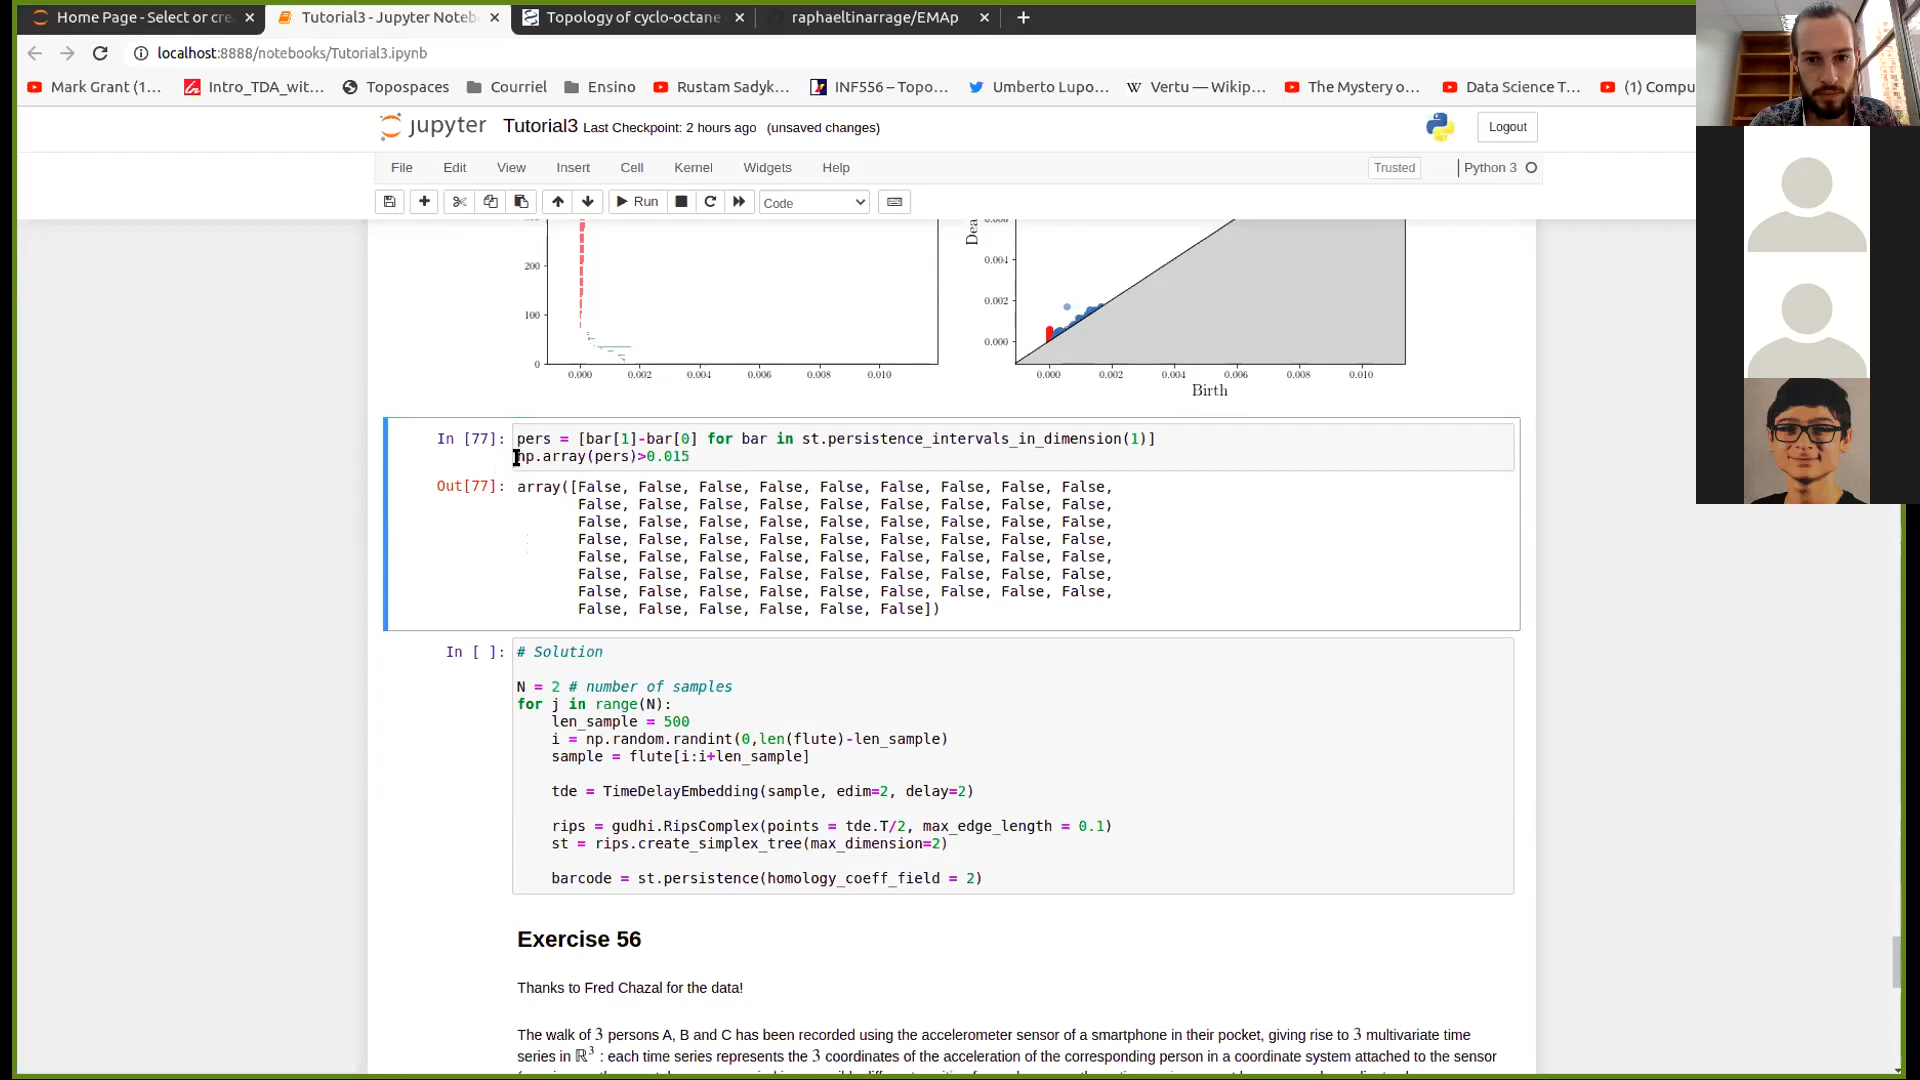 Home Page - Select or cre
Tutorial3 - Jupyter Noteb
Topology of cyclo-octane
raphaeltinarrage/EMAp
localhost:8888/notebooks/Tutorial3.ipynb
Mark Grant (1...
Intro_TDA_wit...
Topospaces
Courriel
Ensino
Rustam Sadyk...
INF556 – Topo...
Umberto Lupo...
Vertu — Wikip...
The Mystery o...
Data Science T...
(1) Compu
jupyter Tutorial3 Last Checkpoint: 2 hours ago (unsaved changes)
Logout
File Edit View Insert Cell Kernel Widgets Help
Trusted
Python 3
Run
Code
200
100
0
0.000 0.002 0.004 0.006 0.008 0.010
Dea
0.004
0.002
0.000
0.000 0.002 0.004 0.006 0.008 0.010
Birth
In [77]: pers = [bar[1]-bar[0] for bar in st.persistence_intervals_in_dimension(1)]
np.array(pers)>0.015
Out[77]: array([False, False, False, False, False, False, False, False, False,
False, False, False, False, False, False, False, False, False,
False, False, False, False, False, False, False, False, False,
False, False, False, False, False, False, False, False, False,
False, False, False, False, False, False, False, False, False,
False, False, False, False, False, False, False, False, False,
False, False, False, False, False, False, False, False, False,
False, False, False, False, False, False])
In [ ]: # Solution
N = 2 # number of samples
for j in range(N):
len_sample = 500
i = np.random.randint(0,len(flute)-len_sample)
sample = flute[i:i+len_sample]
tde = TimeDelayEmbedding(sample, edim=2, delay=2)
rips = gudhi.RipsComplex(points = tde.T/2, max_edge_length = 0.1)
st = rips.create_simplex_tree(max_dimension=2)
barcode = st.persistence(homology_coeff_field = 2)
Exercise 56
Thanks to Fred Chazal for the data!
The walk of 3 persons A, B and C has been recorded using the accelerometer sensor of a smartphone in their pocket, giving rise to 3 multivariate time
series in ℝ³ : each time series represents the 3 coordinates of the acceleration of the corresponding person in a coordinate system attached to the sensor